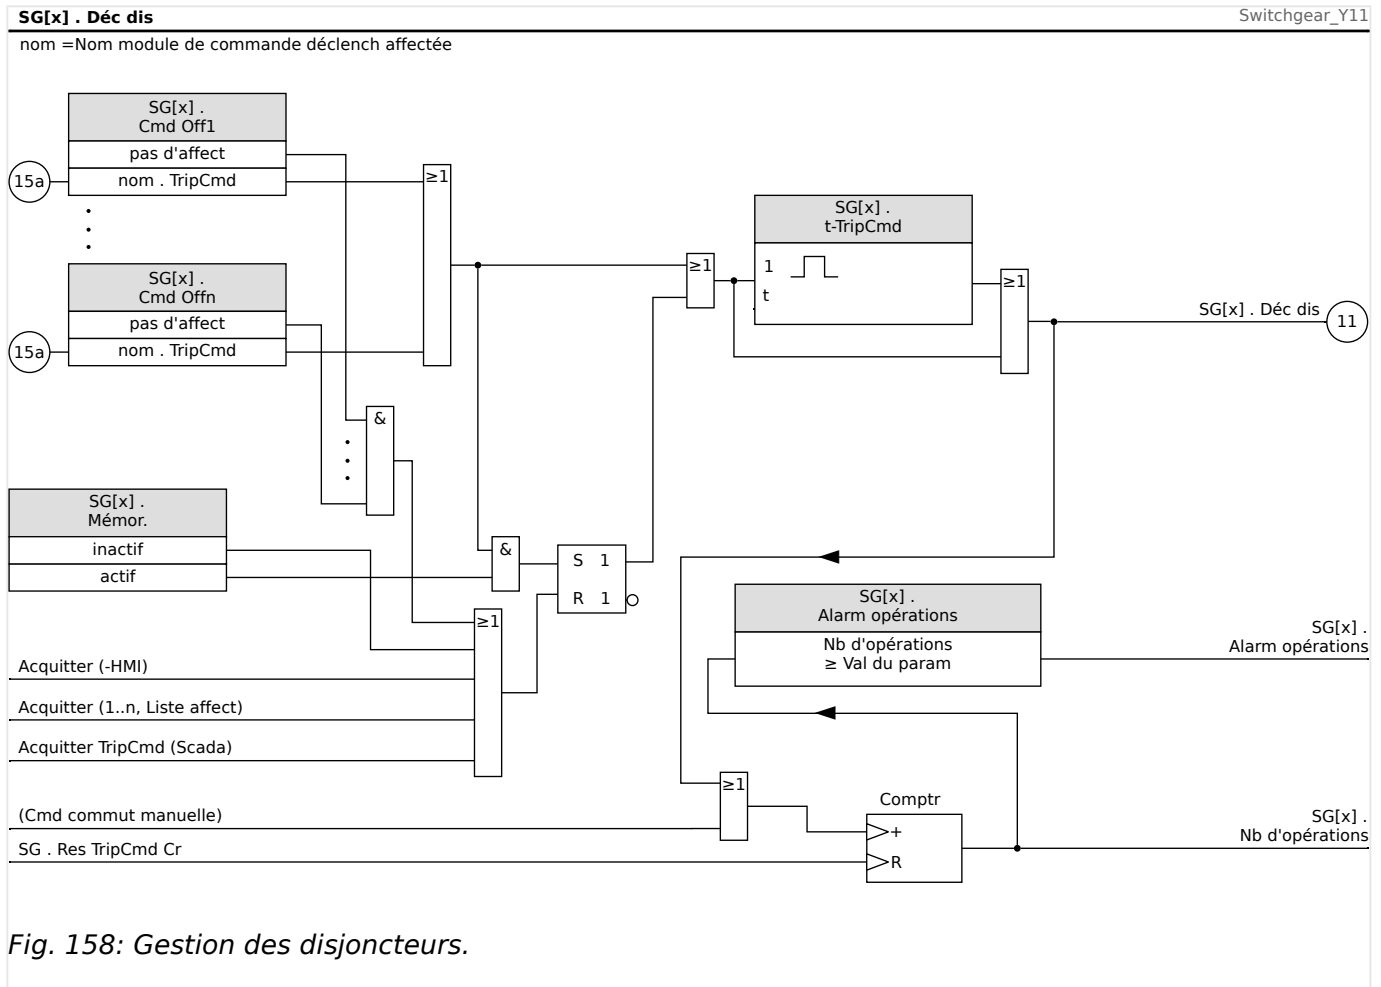 SG[x] . Déc dis
Switchgear_Y11
nom =Nom module de commande déclench affectée
SG[x] .
Cmd Off1
pas d'affect
15a
nom . TripCmd
≥1
SG[x] .
t-TripCmd
1
t
SG[x] .
Cmd Offn
pas d'affect
15a
nom . TripCmd
≥1
≥1
SG[x] . Déc dis
11
&
SG[x] .
Mémor.
inactif
actif
&
S 1
R 1
≥1
Acquitter (-HMI)
Acquitter (1..n, Liste affect)
Acquitter TripCmd (Scada)
SG[x] .
Alarm opérations
Nb d'opérations
≥ Val du param
SG[x] .
Alarm opérations
(Cmd commut manuelle)
SG . Res TripCmd Cr
≥1
Comptr
+
R
SG[x] .
Nb d'opérations
Fig. 158: Gestion des disjoncteurs.